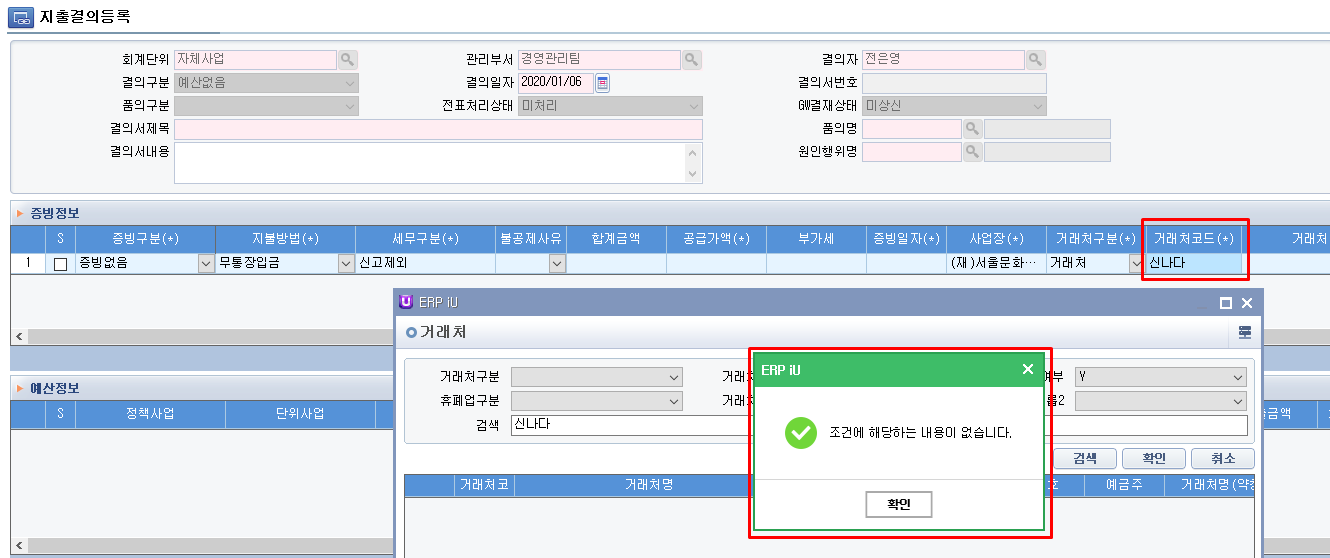 지출결의등록
회계단위 자체사업 관리부서 경영관리팀 결의자 전은영
결의구분 예산없음 결의일자 2020/01/06 결의서번호
품의구분 전표처리상태 미처리 GW결재상태 미상신
결의서제목 품의명
결의서내용 원인행위명
증빙정보
S 증빙구분(*) 지불방법(*) 세무구분(*) 불공제사유 합계금액 공급가액(*) 부가세 증빙일자(*) 사업장(*) 거래처구분(*) 거래처코드(*) 거래처
1 증빙없음 무통장입금 신고제외 (재)서울문화… 거래처 신나다
ERP iU
거래처
예산정보
S 정책사업 단위사업
거래처구분 거래처 여부 Y
휴폐업구분 거래처 룹2
검색 신나다
ERP iU
조건에 해당하는 내용이 없습니다.
확인
검색 확인 취소
거래처코 거래처명 호 예금주 거래처명(약칭
금액